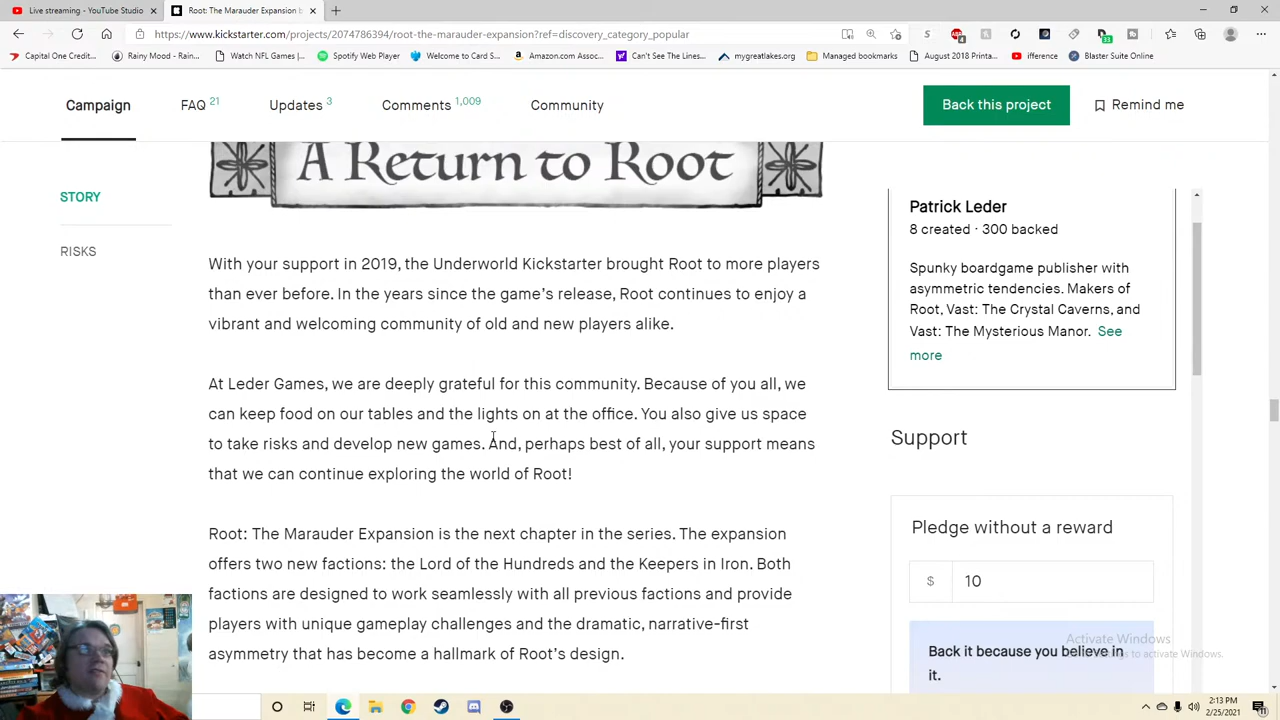 Live streaming - YouTube Studio
Root: The Marauder Expansion b
https://www.kickstarter.com/projects/2074786394/root-the-marauder-expansion?ref=discovery_category_popular
Capital One Credit...
Rainy Mood - Rain...
Watch NFL Games |...
Spotify Web Player
Welcome to Card S...
Amazon.com Assoc...
Can't See The Lines...
mygreatlakes.org
Managed bookmarks
August 2018 Printa...
ifference
Blaster Suite Online
Campaign
FAQ 21
Updates 3
Comments 1,009
Community
Back this project
Remind me
A Return to Root
STORY
RISKS
With your support in 2019, the Underworld Kickstarter brought Root to more players
than ever before. In the years since the game's release, Root continues to enjoy a
vibrant and welcoming community of old and new players alike.
At Leder Games, we are deeply grateful for this community. Because of you all, we
can keep food on our tables and the lights on at the office. You also give us space
to take risks and develop new games. And, perhaps best of all, your support means
that we can continue exploring the world of Root!
Root: The Marauder Expansion is the next chapter in the series. The expansion
offers two new factions: the Lord of the Hundreds and the Keepers in Iron. Both
factions are designed to work seamlessly with all previous factions and provide
players with unique gameplay challenges and the dramatic, narrative-first
asymmetry that has become a hallmark of Root's design.
Patrick Leder
8 created · 300 backed
Spunky boardgame publisher with
asymmetric tendencies. Makers of
Root, Vast: The Crystal Caverns, and
Vast: The Mysterious Manor. See
more
Support
Pledge without a reward
$ 10
Back it because you believe in
it.
Activate Windows
2:13 PM
2/25/2021